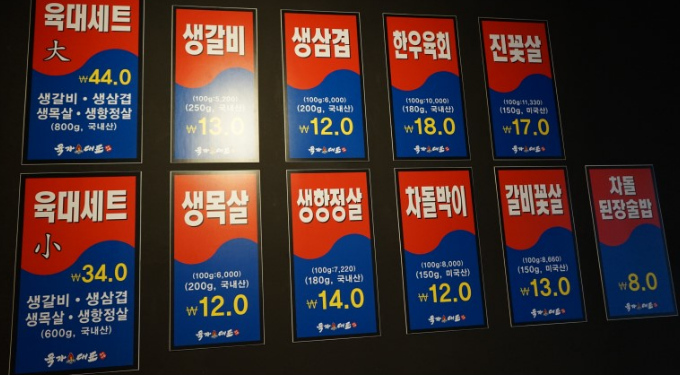 육대세트
大
₩44.0
생갈비 · 생삼겹
생목살 · 생항정살
(800g, 국내산)
생갈비
(250g, 국내산)
₩13.0
생삼겹
(100g:6,000)
(200g, 국내산)
₩12.0
한우육회
(100g:10,000)
(180g, 국내산)
₩18.0
진꽃살
(100g:11,330)
(150g, 미국산)
₩17.0
육대세트
小
₩34.0
생갈비 · 생삼겹
생목살 · 생항정살
(600g, 국내산)
생목살
(100g:6,000)
(200g, 국내산)
₩12.0
생항정살
(100g:7,220)
(180g, 국내산)
₩14.0
차돌박이
(100g:8,000)
(150g, 미국산)
₩12.0
갈비꽃살
(100g:8,660)
(150g, 미국산)
₩13.0
차돌
된장술밥
₩8.0